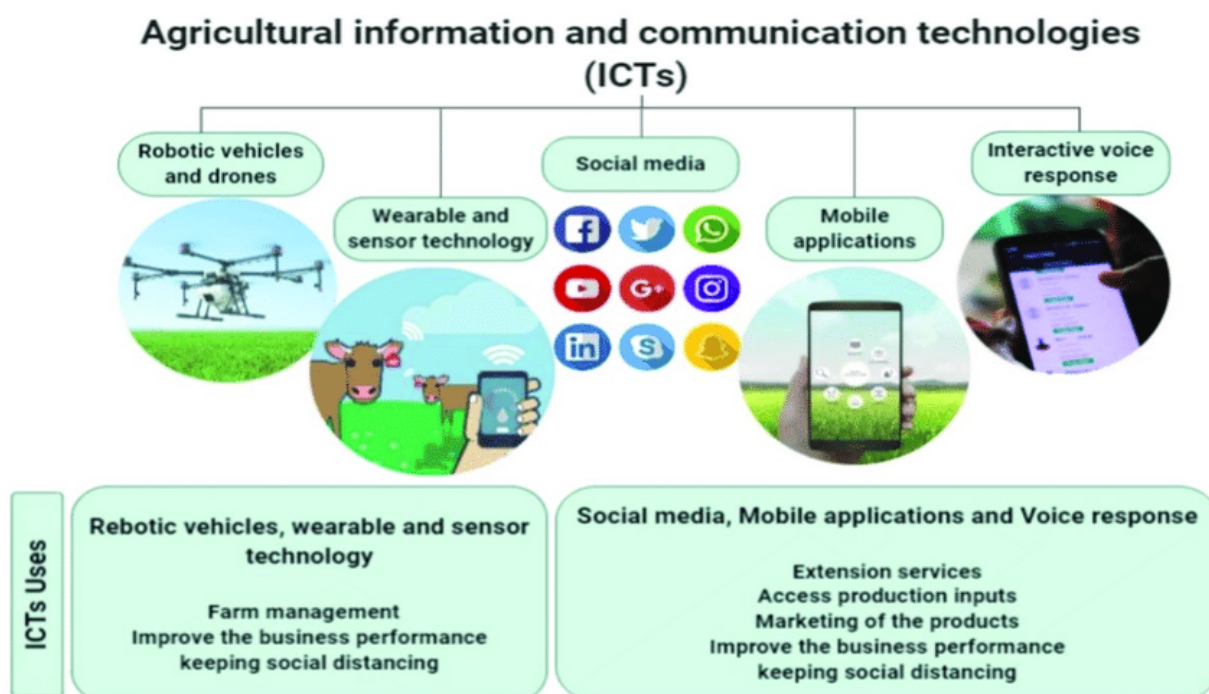 Agricultural information and communication technologies
(ICTs)
Robotic vehicles
and drones
Wearable and
sensor technology
Social media
Mobile
applications
Interactive voice
response
ICTs Uses
Rebotic vehicles, wearable and sensor
technology
Farm management
Improve the business performance
keeping social distancing
Social media, Mobile applications and Voice response
Extension services
Access production inputs
Marketing of the products
Improve the business performance
keeping social distancing